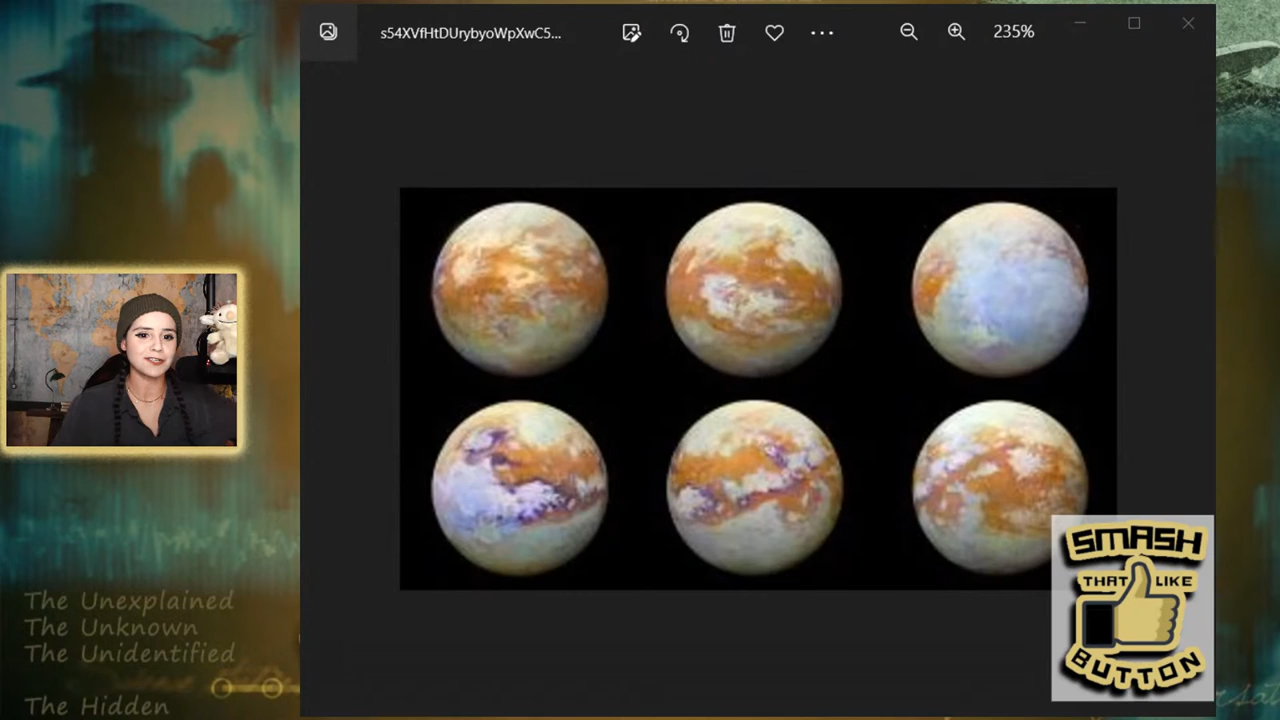 s54XVfHtDUrybyoWpXwC5...
235%
The Unexplained
The Unknown
The Unidentified
The Hidden
SMASH
THAT LIKE
BUTTON